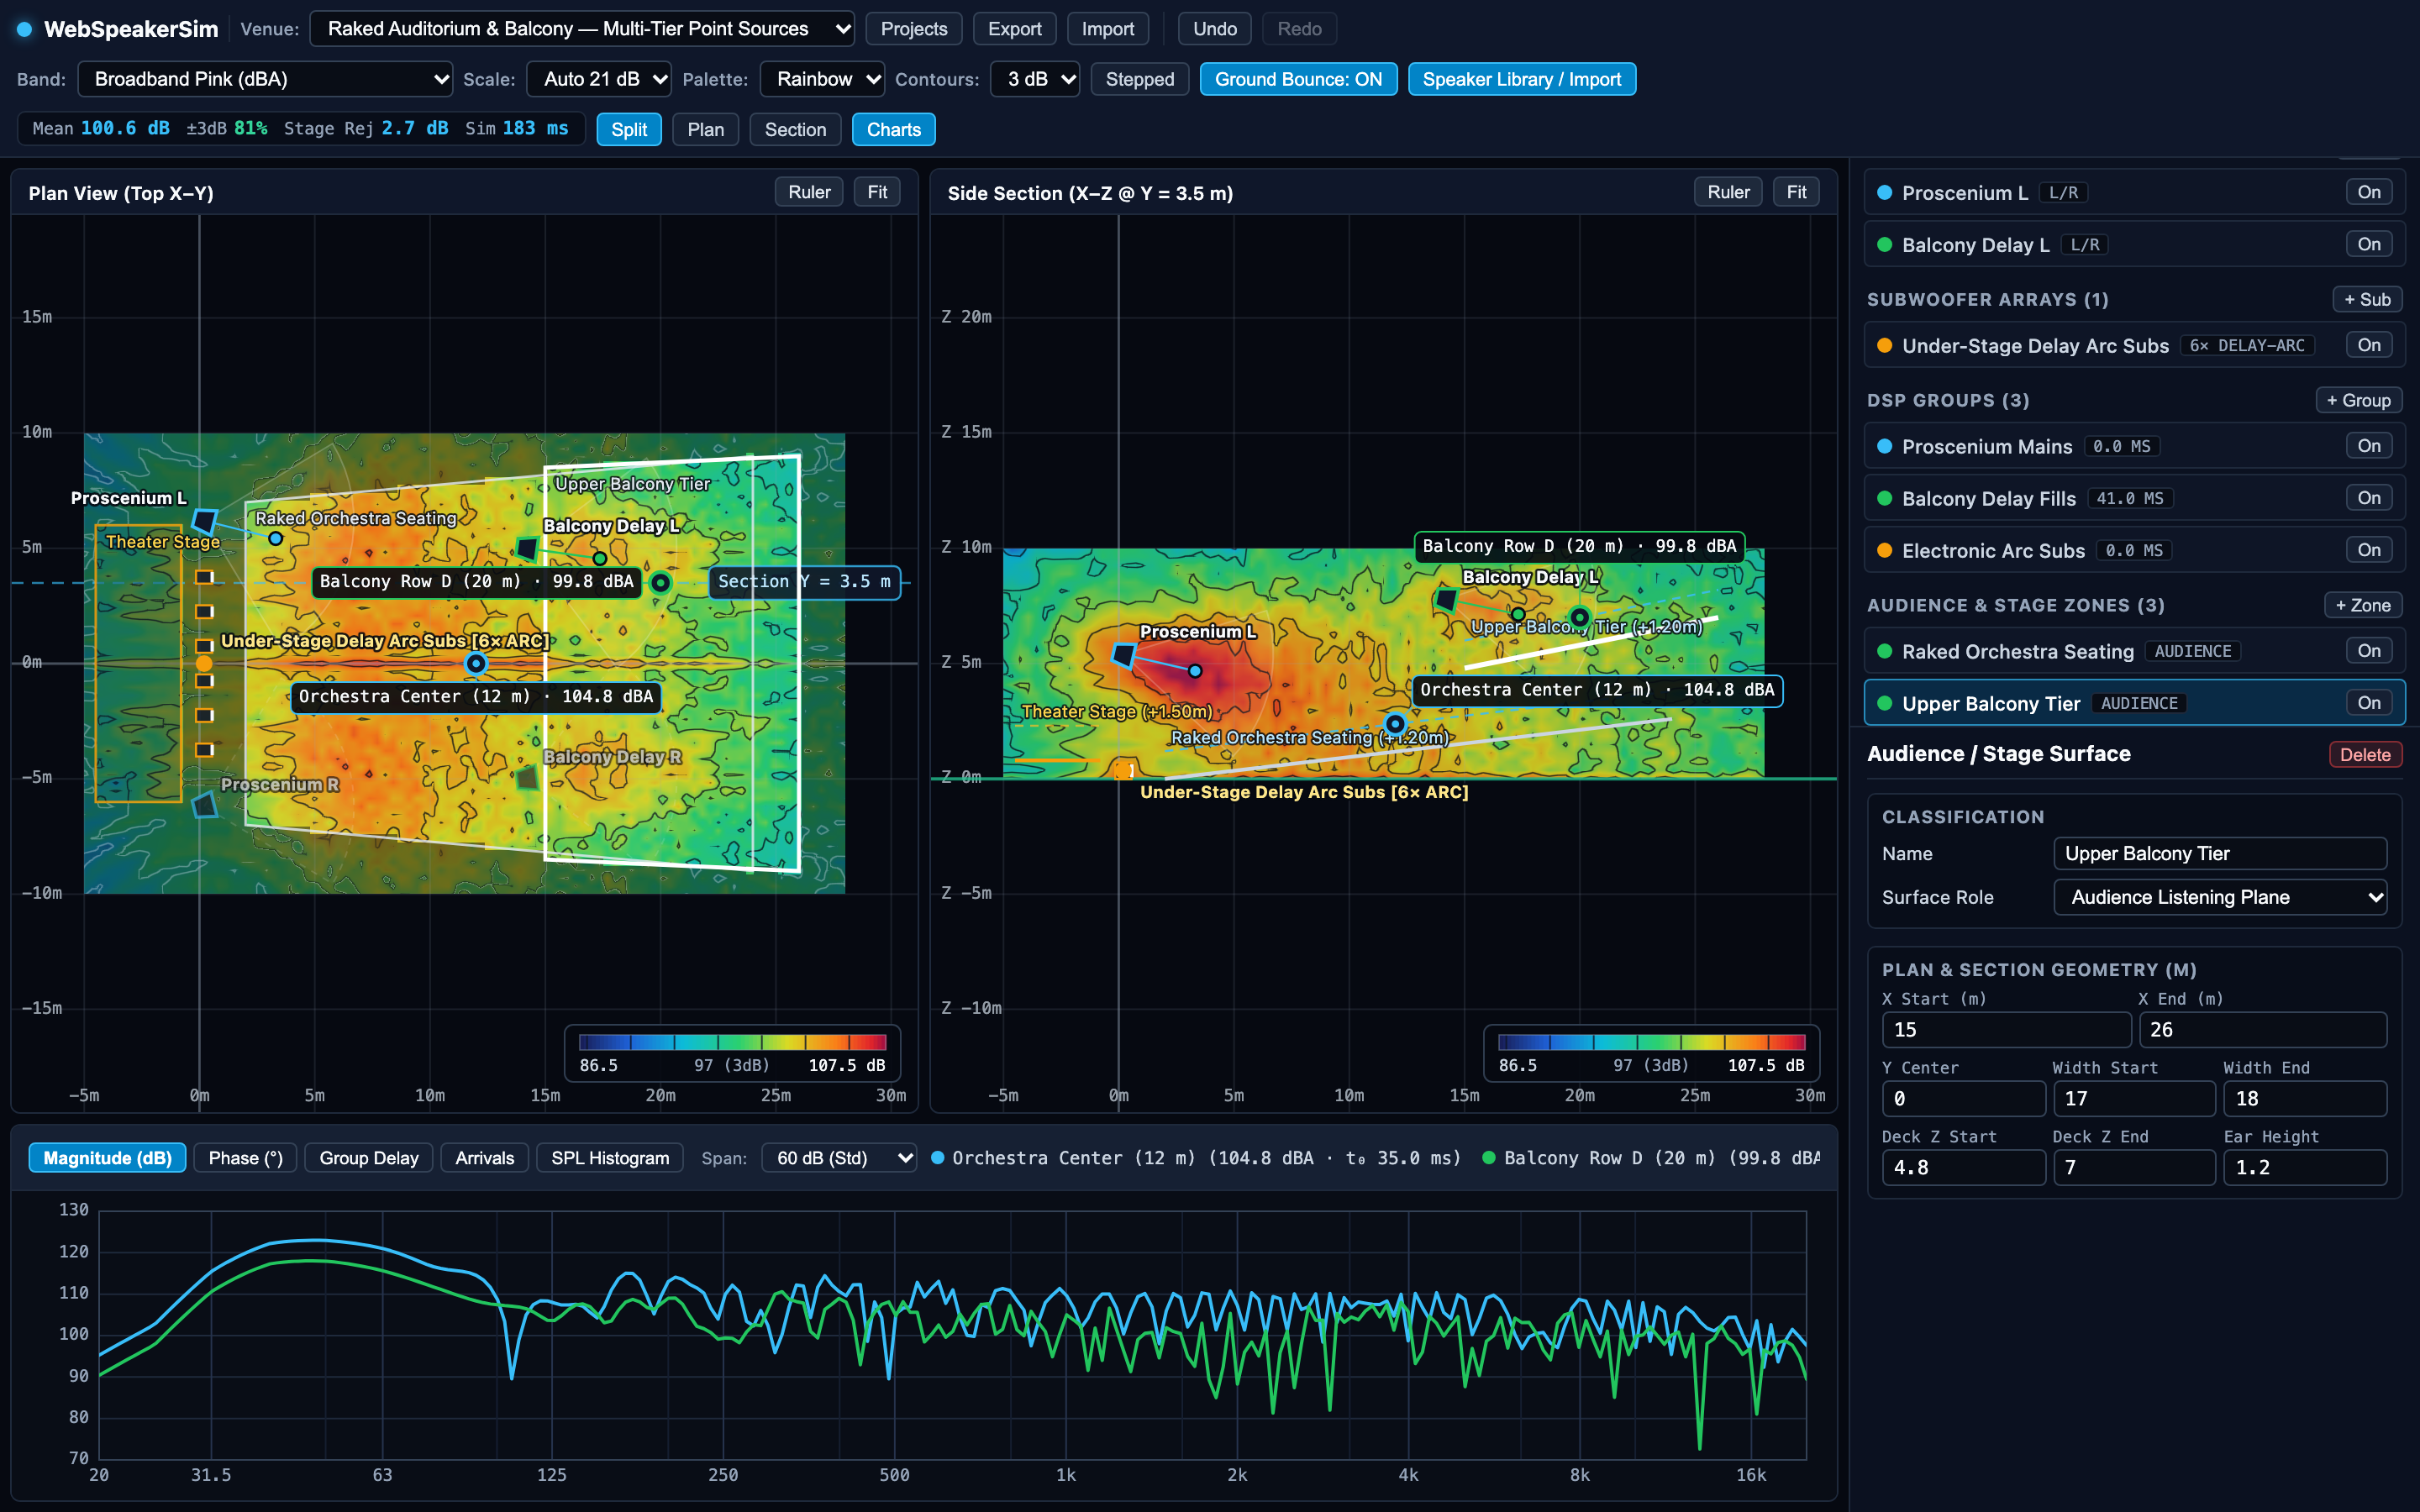 WebSpeakerSim Venue: Raked Auditorium & Balcony — Multi-Tier Point Sources Projects Export Import Undo Redo
Band: Broadband Pink (dBA) Scale: Auto 21 dB Palette: Rainbow Contours: 3 dB Stepped Ground Bounce: ON Speaker Library / Import
Mean 100.6 dB ±3dB 81% Stage Rej 2.7 dB Sim 183 ms Split Plan Section Charts
Plan View (Top X–Y) Ruler Fit
15m
10m
5m
0m
−5m
−10m
−15m
Proscenium L
Theater Stage
Raked Orchestra Seating
Upper Balcony Tier
Balcony Delay L
Balcony Row D (20 m) · 99.8 dBA
Section Y = 3.5 m
Under-Stage Delay Arc Subs [6× ARC]
Orchestra Center (12 m) · 104.8 dBA
Balcony Delay R
Proscenium R
86.5 97 (3dB) 107.5 dB
−5m 0m 5m 10m 15m 20m 25m 30m
Side Section (X–Z @ Y = 3.5 m) Ruler Fit
Z 20m
Z 15m
Z 10m
Z 5m
Z 0m
Z −5m
Z −10m
Balcony Row D (20 m) · 99.8 dBA
Balcony Delay L
Upper Balcony Tier (+1.20m)
Proscenium L
Orchestra Center (12 m) · 104.8 dBA
Theater Stage (+1.50m)
Raked Orchestra Seating (+1.20m)
Under-Stage Delay Arc Subs [6× ARC]
86.5 97 (3dB) 107.5 dB
−5m 0m 5m 10m 15m 20m 25m 30m
Magnitude (dB) Phase (°) Group Delay Arrivals SPL Histogram Span: 60 dB (Std) Orchestra Center (12 m) (104.8 dBA · t₀ 35.0 ms) Balcony Row D (20 m) (99.8 dBA
130
120
110
100
90
80
70
20 31.5 63 125 250 500 1k 2k 4k 8k 16k
Proscenium L L/R On
Balcony Delay L L/R On
SUBWOOFER ARRAYS (1) + Sub
Under-Stage Delay Arc Subs 6× DELAY-ARC On
DSP GROUPS (3) + Group
Proscenium Mains 0.0 MS On
Balcony Delay Fills 41.0 MS On
Electronic Arc Subs 0.0 MS On
AUDIENCE & STAGE ZONES (3) + Zone
Raked Orchestra Seating AUDIENCE On
Upper Balcony Tier AUDIENCE On
Audience / Stage Surface Delete
CLASSIFICATION
Name Upper Balcony Tier
Surface Role Audience Listening Plane
PLAN & SECTION GEOMETRY (M)
X Start (m) X End (m)
15 26
Y Center Width Start Width End
0 17 18
Deck Z Start Deck Z End Ear Height
4.8 7 1.2